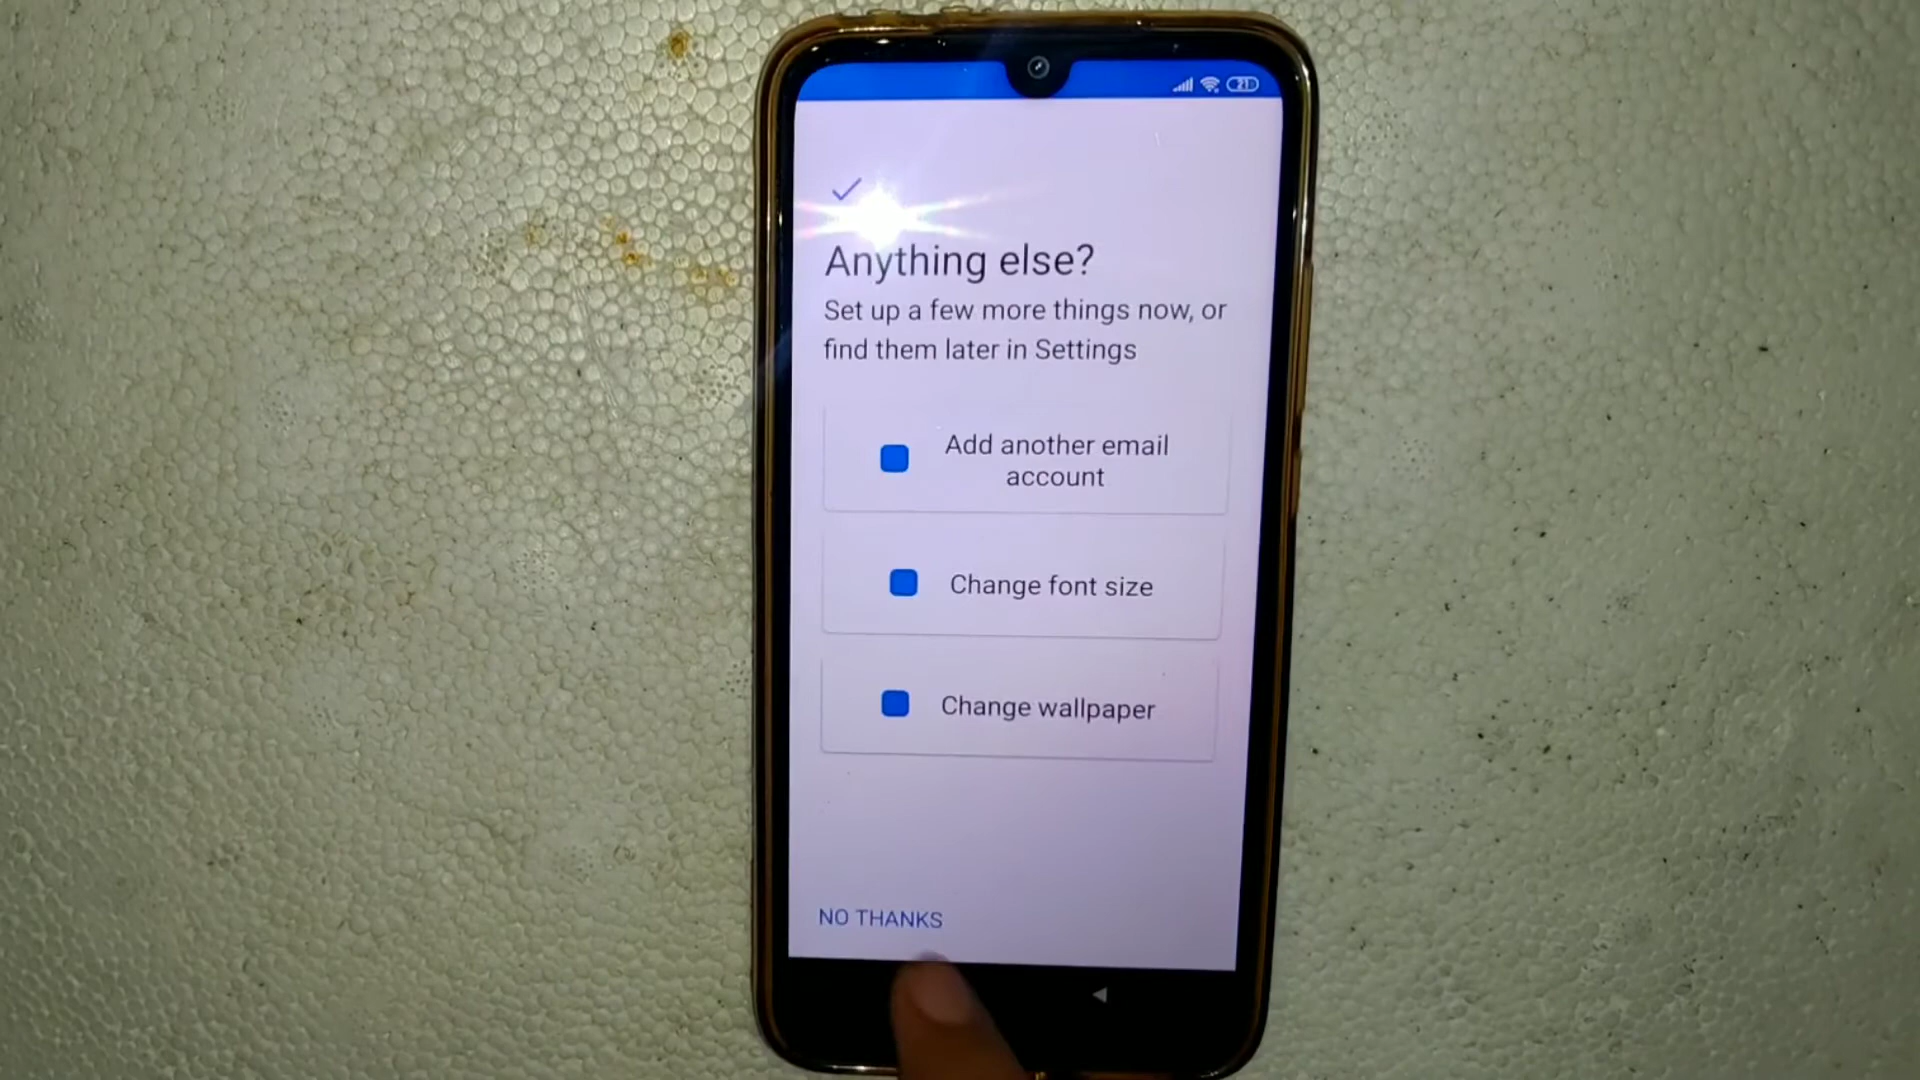 21
Anything else?
Set up a few more things now, or
find them later in Settings
Add another email
account
Change font size
Change wallpaper
NO THANKS